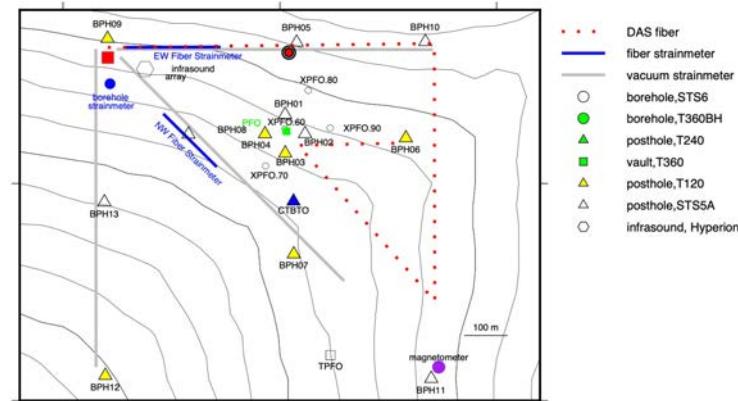 BPH09
BPH05
BPH10
EW Fiber Strainmeter
infrasound
array
borehole
strainmeter
XPFO.80
BPH01
PFO
XPFO.60
XPFO.90
BPH08
BPH04
BPH02
BPH06
BPH03
XPFO.70
NW Fiber Strainmeter
BPH13
CTBTO
BPH07
100 m
TPFO
magnetometer
BPH12
BPH11
DAS fiber
fiber strainmeter
vacuum strainmeter
borehole,STS6
borehole,T360BH
posthole,T240
vault,T360
posthole,T120
posthole,STS5A
infrasound, Hyperion